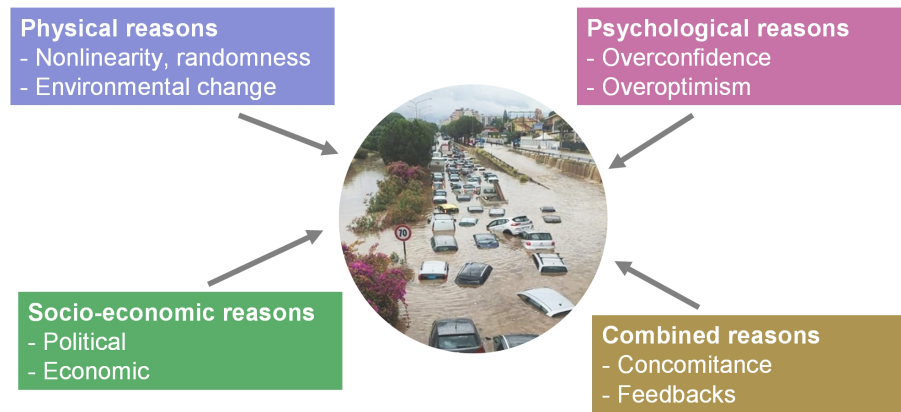 Physical reasons
- Nonlinearity, randomness
- Environmental change
Psychological reasons
- Overconfidence
- Overoptimism
70
Socio-economic reasons
- Political
- Economic
Combined reasons
- Concomitance
- Feedbacks